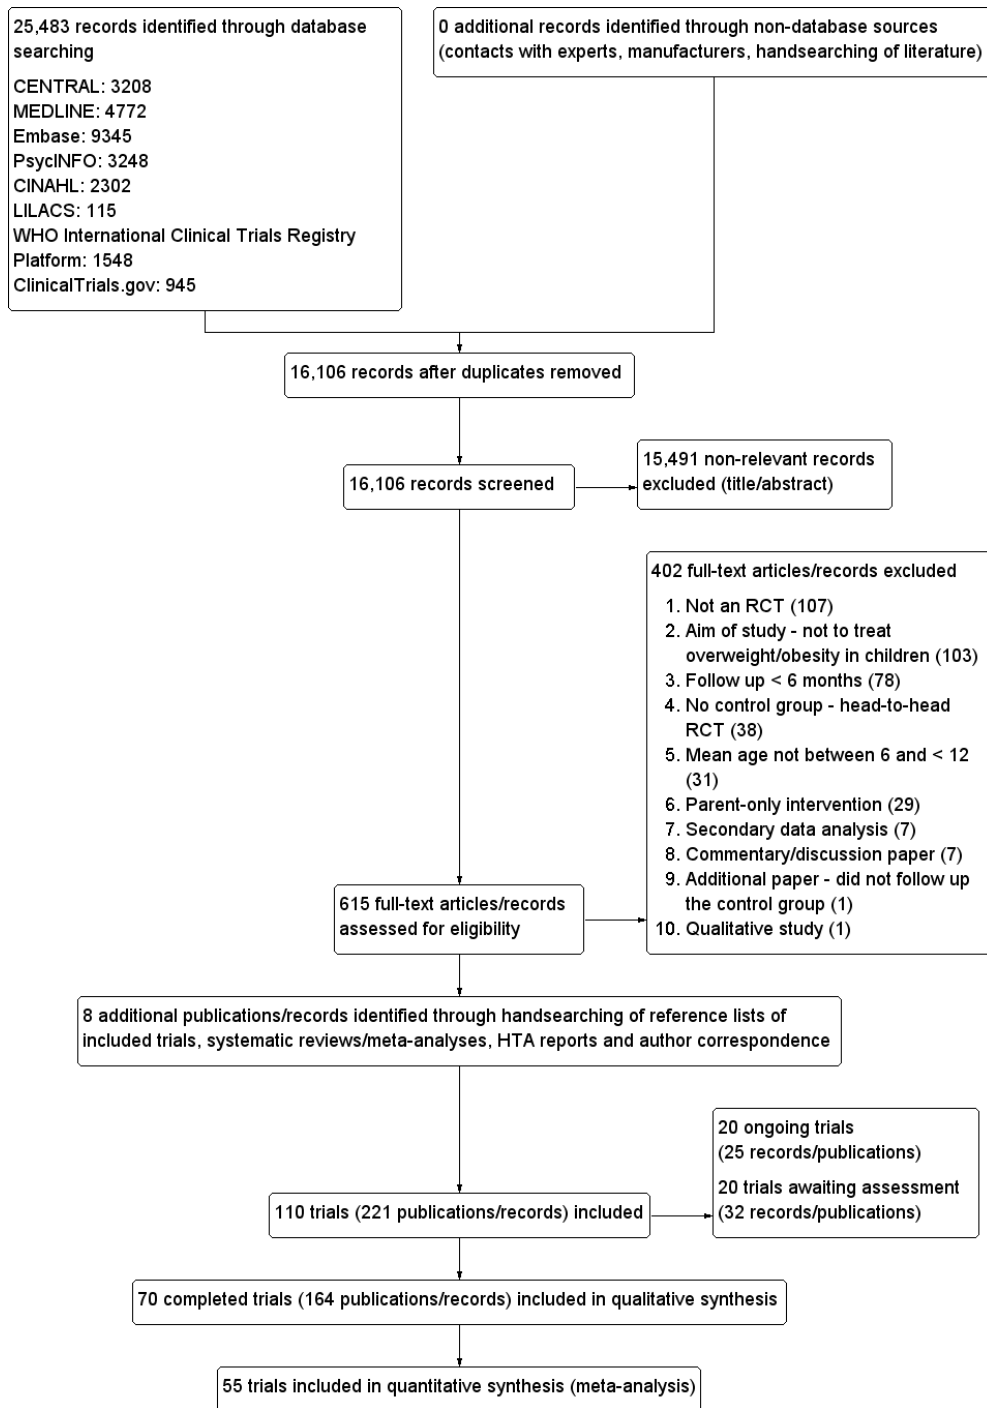 25,483 records identified through database
searching
CENTRAL: 3208
MEDLINE: 4772
Embase: 9345
PsycINFO: 3248
CINAHL: 2302
LILACS: 115
WHO International Clinical Trials Registry
Platform: 1548
ClinicalTrials.gov: 945
0 additional records identified through non-database sources
(contacts with experts, manufacturers, handsearching of literature)
16,106 records after duplicates removed
16,106 records screened
15,491 non-relevant records
excluded (title/abstract)
402 full-text articles/records excluded
1. Not an RCT (107)
2. Aim of study - not to treat
overweight/obesity in children (103)
3. Follow up < 6 months (78)
4. No control group - head-to-head
RCT (38)
5. Mean age not between 6 and < 12
(31)
6. Parent-only intervention (29)
7. Secondary data analysis (7)
8. Commentary/discussion paper (7)
9. Additional paper - did not follow up
the control group (1)
10. Qualitative study (1)
615 full-text articles/records
assessed for eligibility
8 additional publications/records identified through handsearching of reference lists of
included trials, systematic reviews/meta-analyses, HTA reports and author correspondence
20 ongoing trials
(25 records/publications)
20 trials awaiting assessment
(32 records/publications)
110 trials (221 publications/records) included
70 completed trials (164 publications/records) included in qualitative synthesis
55 trials included in quantitative synthesis (meta-analysis)